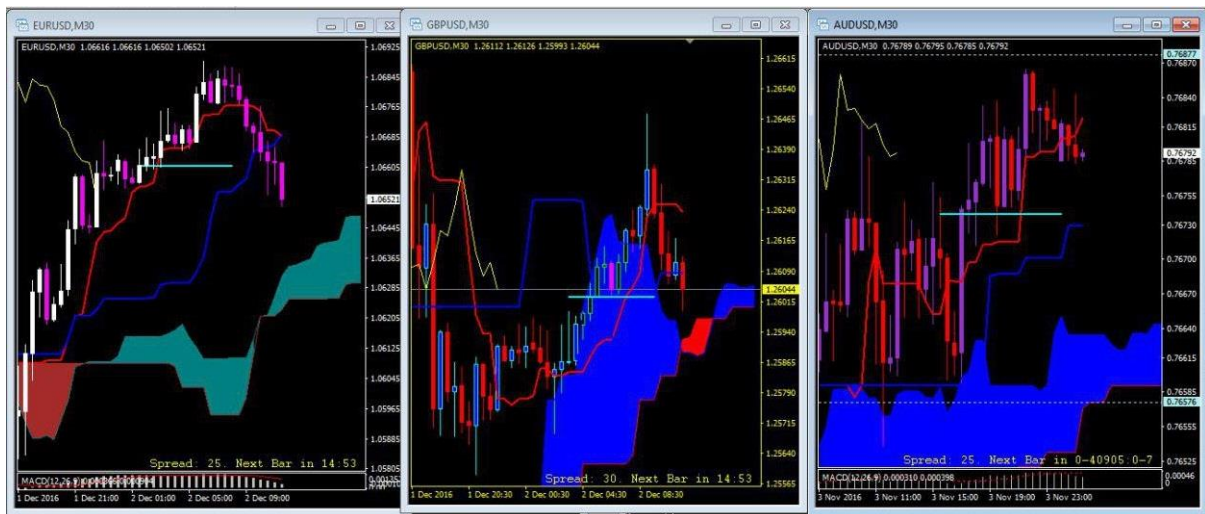 EURUSD,M30
EURUSD,M30 1.06616 1.06616 1.06502 1.06521
1.06925
1.06845
1.06765
1.06685
1.06605
1.06521
1.06445
1.06365
1.06285
1.06205
1.06125
1.06045
1.05965
1.05885
1.05805
Spread: 25. Next Bar in 14:53
MACD(12,26,9)
1 Dec 2016
1 Dec 21:00
2 Dec 01:00
2 Dec 05:00
2 Dec 09:00
GBPUSD,M30
GBPUSD,M30 1.26112 1.26126 1.25993 1.26044
1.26615
1.26540
1.26465
1.26390
1.26315
1.26240
1.26165
1.26090
1.26044
1.26015
1.25940
1.25865
1.25790
1.25715
1.25640
1.25565
Spread: 30. Next Bar in 14:53
1 Dec 2016
1 Dec 20:30
2 Dec 00:30
2 Dec 04:30
2 Dec 08:30
AUDUSD,M30
AUDUSD,M30 0.76789 0.76795 0.76785 0.76792
0.76877
0.76870
0.76840
0.76815
0.76792
0.76785
0.76755
0.76730
0.76700
0.76670
0.76640
0.76615
0.76585
0.76576
0.76555
0.76525
Spread: 25. Next Bar in 0-40905:0-7
MACD(12,26,9) 0.000310 0.000398
0.00046
0
3 Nov 2016
3 Nov 11:00
3 Nov 15:00
3 Nov 19:00
3 Nov 23:00